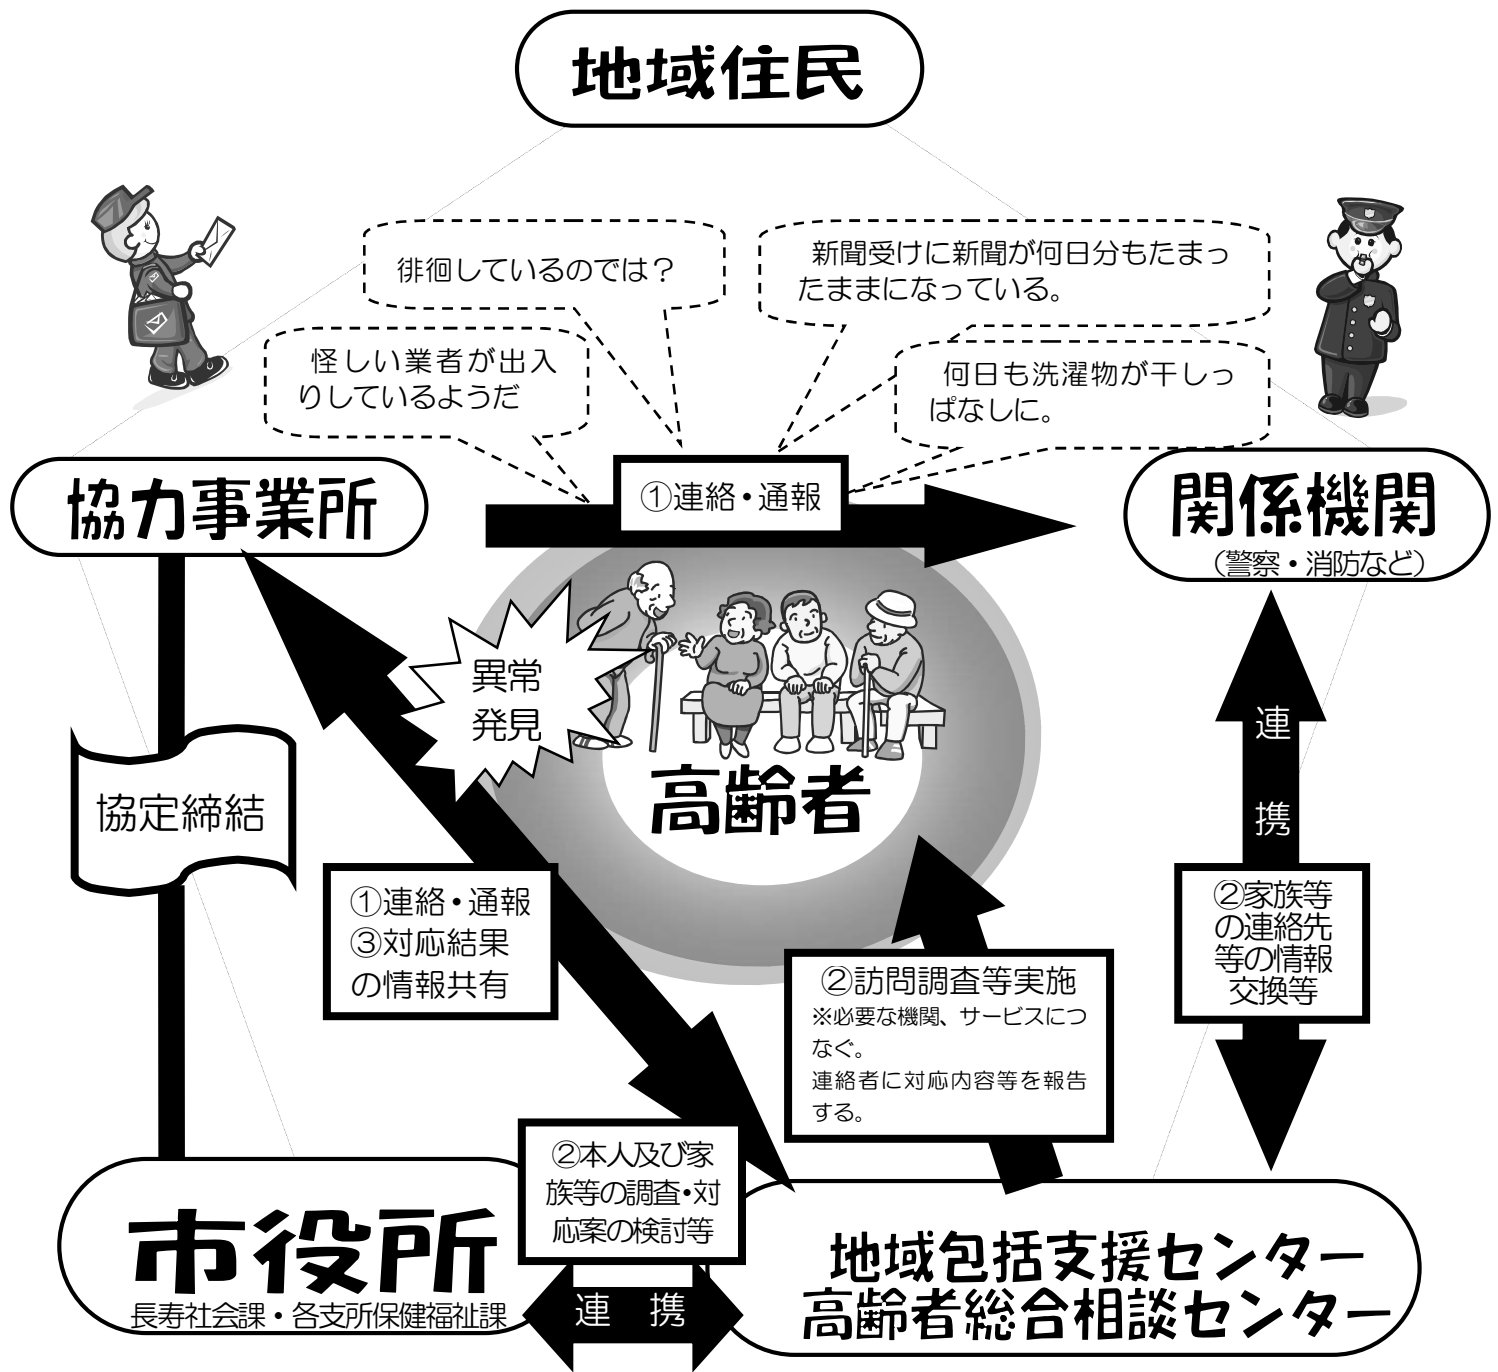 地域住民
徘徊しているのでは？
新聞受けに新聞が何日分もたまっ
たままになっている。
怪しい業者が出入
りしているようだ
何日も洗濯物が干しっ
ぱなしに。
協力事業所
①連絡・通報
関係機関
（警察・消防など）
異常
発見
高齢者
連
携
協定締結
①連絡・通報
③対応結果
の情報共有
②訪問調査等実施
※必要な機関、サービスにつ
なぐ。
連絡者に対応内容等を報告
する。
②家族等
の連絡先
等の情報
交換等
②本人及び家
族等の調査・対
応案の検討等
市役所
長寿社会課・各支所保健福祉課
連　携
地域包括支援センター
高齢者総合相談センター